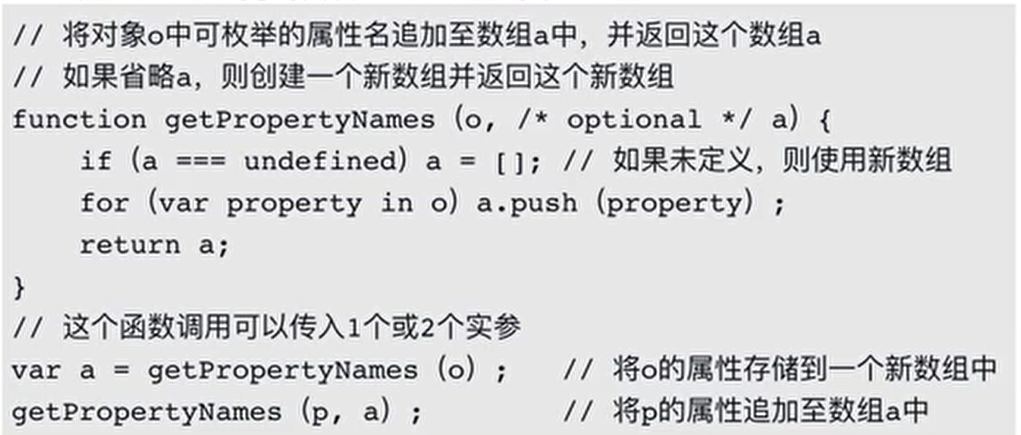 // 将对象o中可枚举的属性名追加至数组a中，并返回这个数组a
// 如果省略a，则创建一个新数组并返回这个新数组
function getPropertyNames (o, /* optional */ a) {
    if (a === undefined) a = []; // 如果未定义，则使用新数组
    for (var property in o) a.push (property) ;
    return a;
}
// 这个函数调用可以传入1个或2个实参
var a = getPropertyNames (o) ;   // 将o的属性存储到一个新数组中
getPropertyNames (p, a) ;        // 将p的属性追加至数组a中